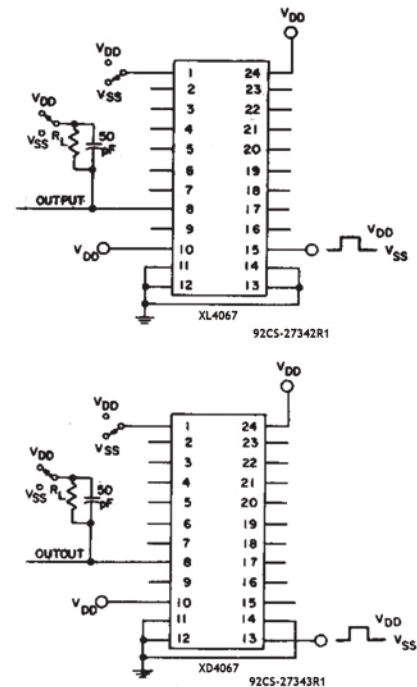 VDD
VDD
1 24
VSS
2 23
VDD
3 22
4 21
VSS RL 50 pF
5 20
6 19
7 18
OUTPUT
8 17
9 16
VDD 10 15 VDD VSS
11 14
12 13
XL4067
92CS-27342R1
VDD
VDD
1 24
VSS
2 23
VDD
3 22
4 21
VSS RL 50 pF
5 20
6 19
7 18
OUTOUT
8 17
9 16
VDD 10 15
11 14
12 13 VDD VSS
XD4067
92CS-27343R1